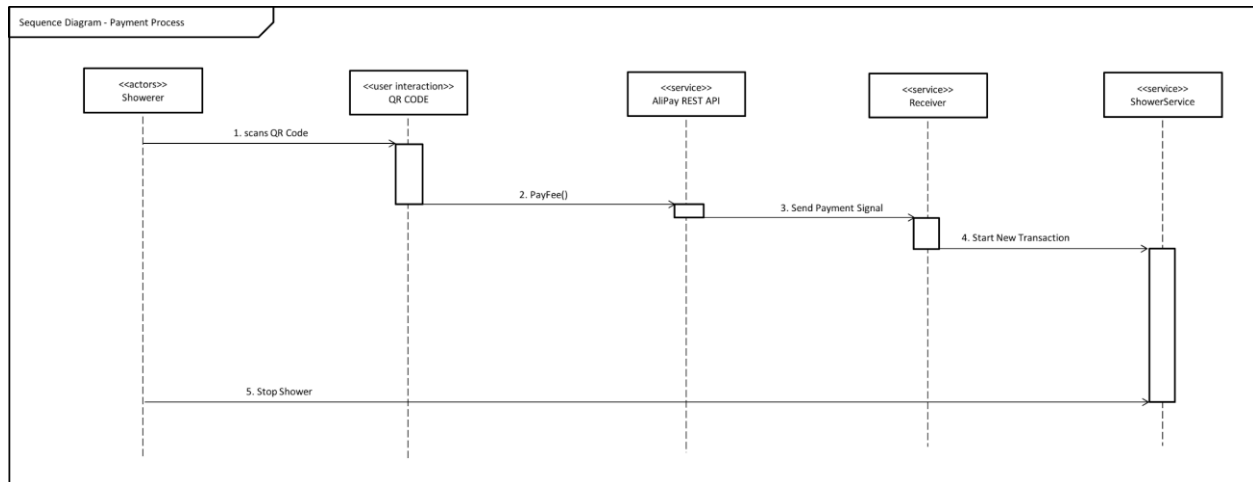 Sequence Diagram - Payment Process
<<actors>>
Showerer
<<user interaction>>
QR CODE
<<service>>
AliPay REST API
<<service>>
Receiver
<<service>>
ShowerService
1. scans QR Code
2. PayFee()
3. Send Payment Signal
4. Start New Transaction
5. Stop Shower